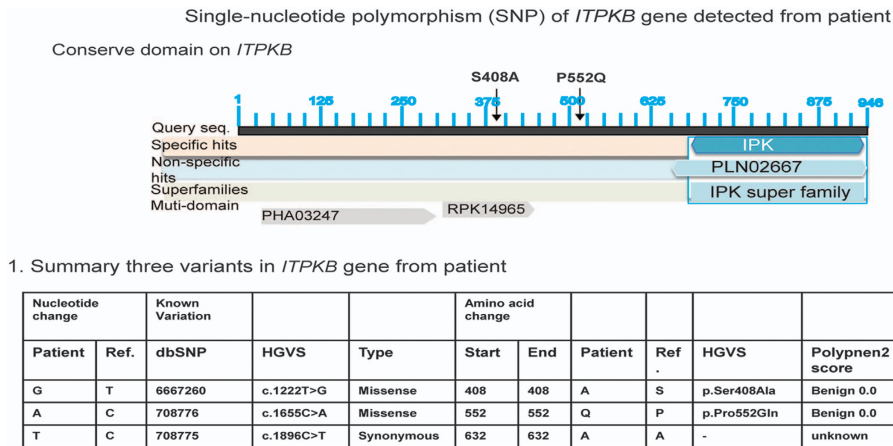 Single-nucleotide polymorphism (SNP) of ITPKB gene detected from patient
Conserve domain on ITPKB
S408A P552Q
1 125 250 375 500 625 750 875 946
Query seq.
Specific hits IPK
Non-specific hits PLN02667
Superfamilies IPK super family
Muti-domain PHA03247 RPK14965
1. Summary three variants in ITPKB gene from patient
Nucleotide change Known Variation Amino acid change
Patient Ref. dbSNP HGVS Type Start End Patient Ref. HGVS Polypnen2 score
G T 6667260 c.1222T>G Missense 408 408 A S p.Ser408Ala Benign 0.0
A C 708776 c.1655C>A Missense 552 552 Q P p.Pro552Gln Benign 0.0
T C 708775 c.1896C>T Synonymous 632 632 A A - unknown